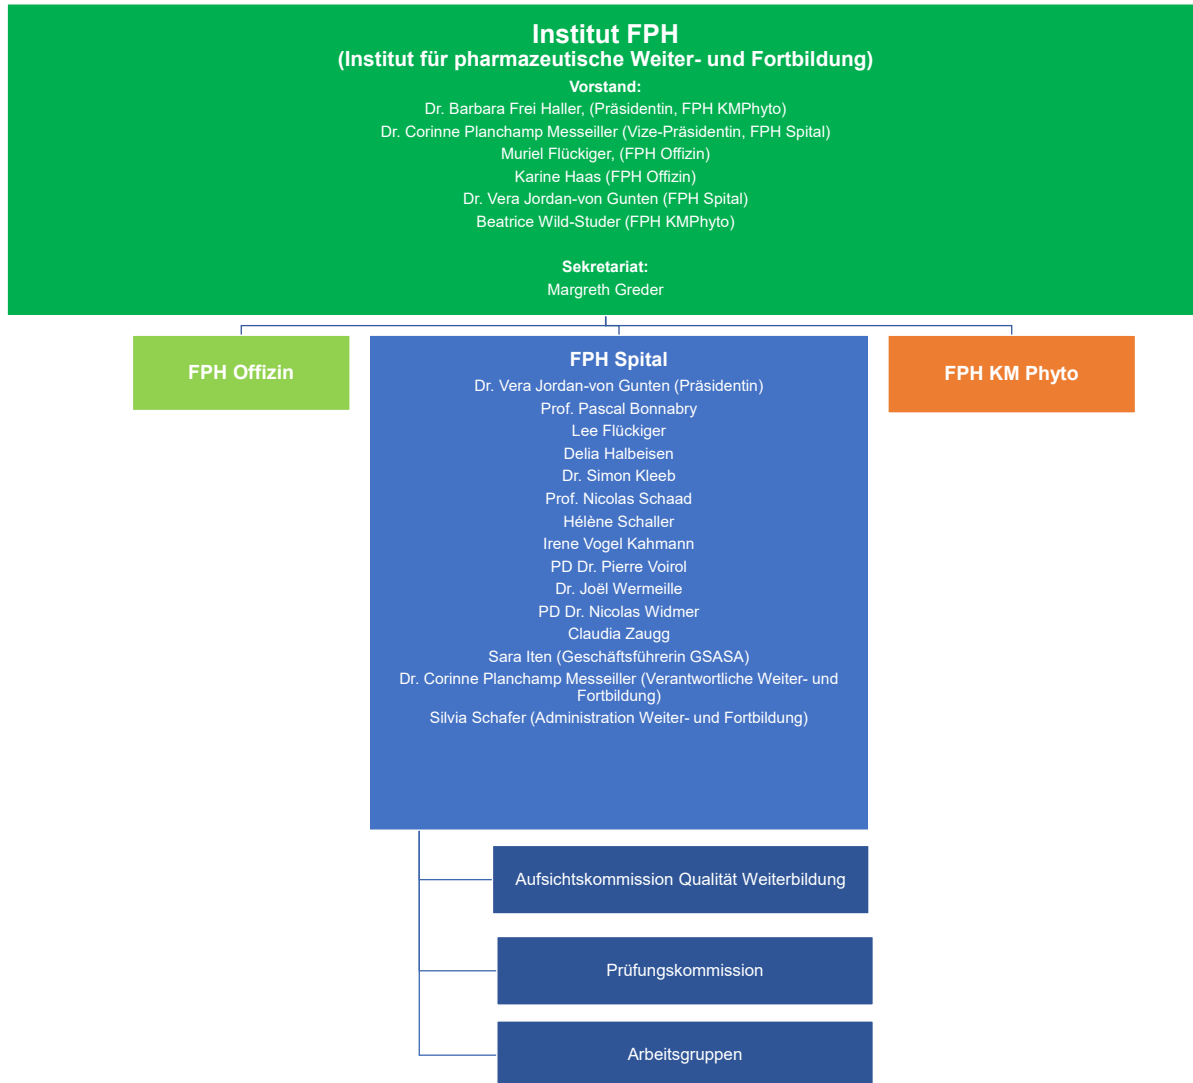 Institut FPH
(Institut für pharmazeutische Weiter- und Fortbildung)
Vorstand:
Dr. Barbara Frei Haller, (Präsidentin, FPH KMPhyto)
Dr. Corinne Planchamp Messeiller (Vize-Präsidentin, FPH Spital)
Muriel Flückiger, (FPH Offizin)
Karine Haas (FPH Offizin)
Dr. Vera Jordan-von Gunten (FPH Spital)
Beatrice Wild-Studer (FPH KMPhyto)
Sekretariat:
Margreth Greder
FPH Offizin
FPH Spital
Dr. Vera Jordan-von Gunten (Präsidentin)
Prof. Pascal Bonnabry
Lee Flückiger
Delia Halbeisen
Dr. Simon Kleeb
Prof. Nicolas Schaad
Hélène Schaller
Irene Vogel Kahmann
PD Dr. Pierre Voirol
Dr. Joël Wermeille
PD Dr. Nicolas Widmer
Claudia Zaugg
Sara Iten (Geschäftsführerin GSASA)
Dr. Corinne Planchamp Messeiller (Verantwortliche Weiter- und
Fortbildung)
Silvia Schafer (Administration Weiter- und Fortbildung)
FPH KM Phyto
Aufsichtskommission Qualität Weiterbildung
Prüfungskommission
Arbeitsgruppen